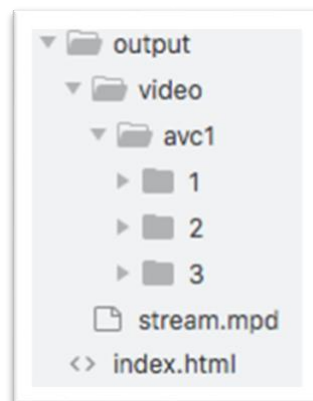 output
video
avc1
1
2
3
stream.mpd
index.html